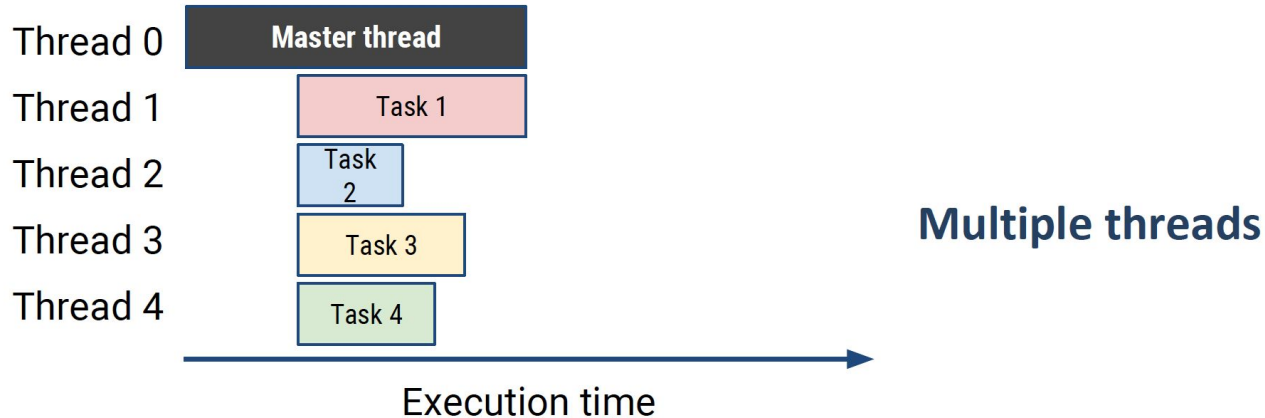 Thread 0
Master thread
Thread 1
Task 1
Thread 2
Task
2
Thread 3
Task 3
Thread 4
Task 4
Multiple threads
Execution time